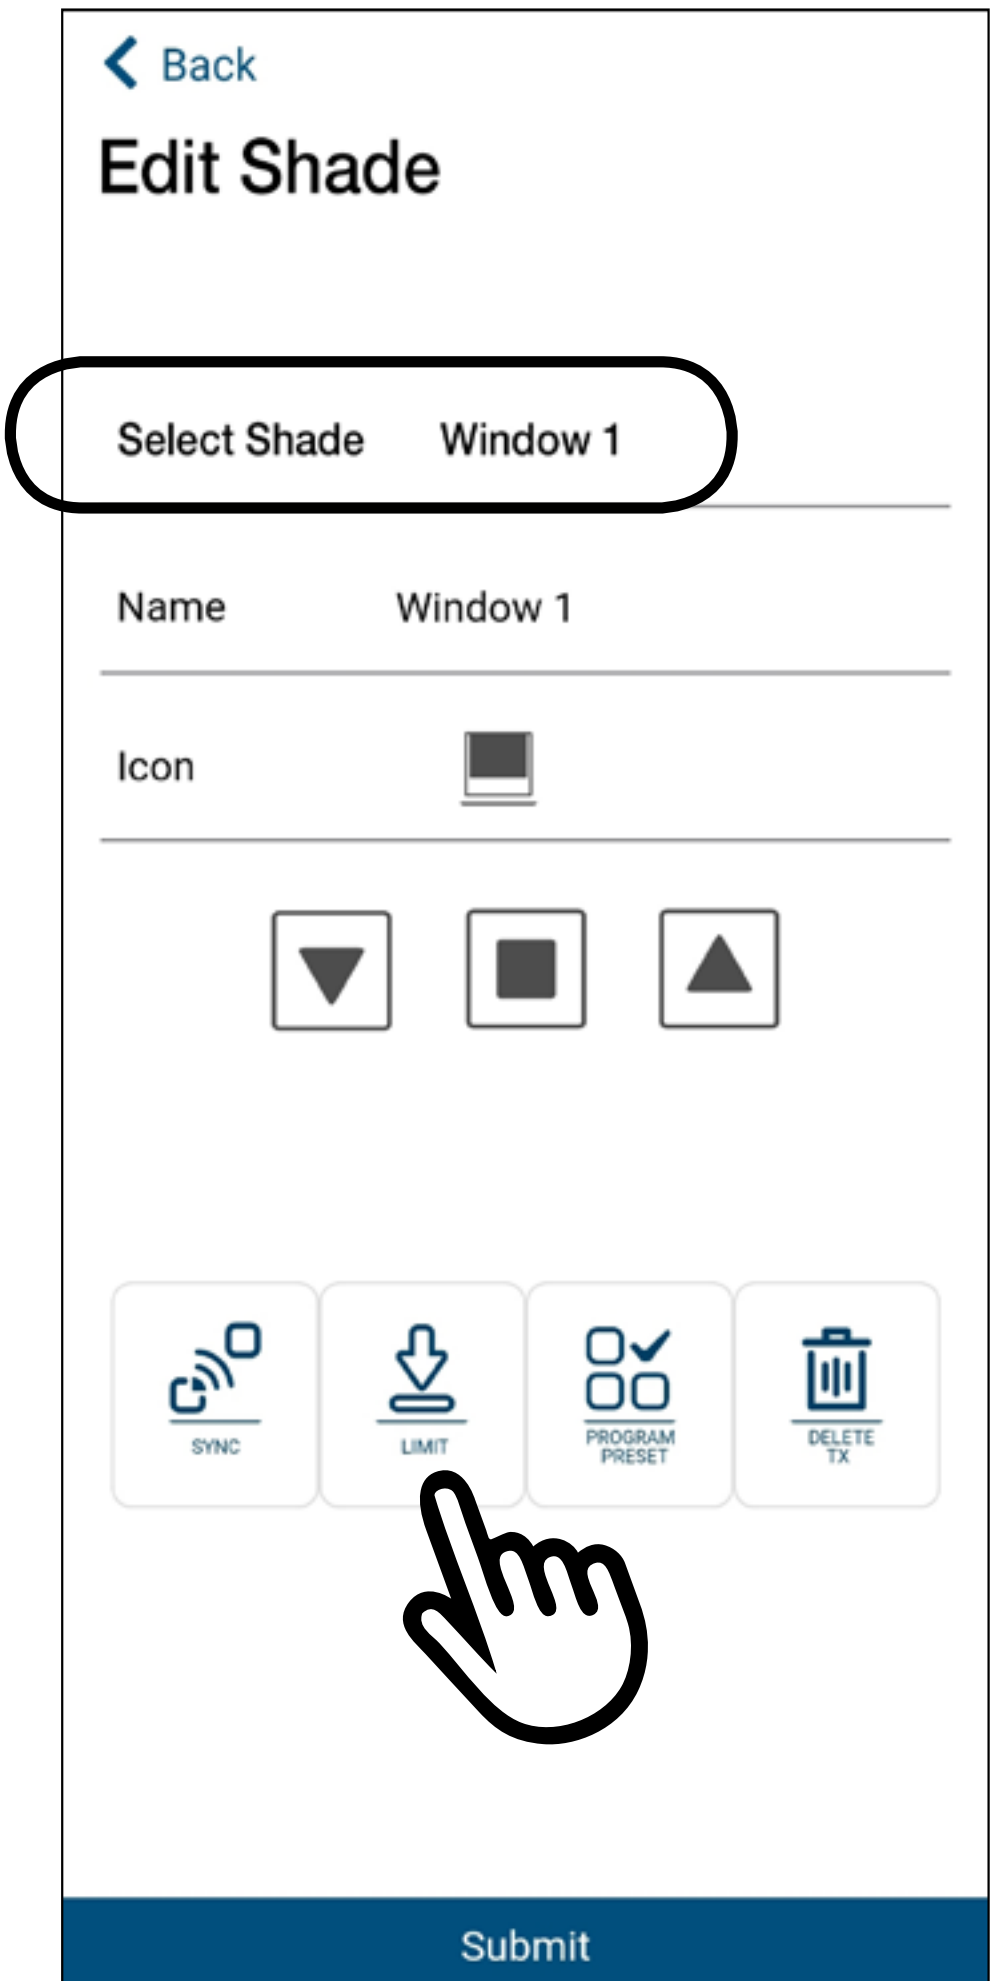 Back
Edit Shade
Select Shade Window 1
Name Window 1
Icon
SYNC
LIMIT
PROGRAM
PRESET
DELETE
TX
Submit